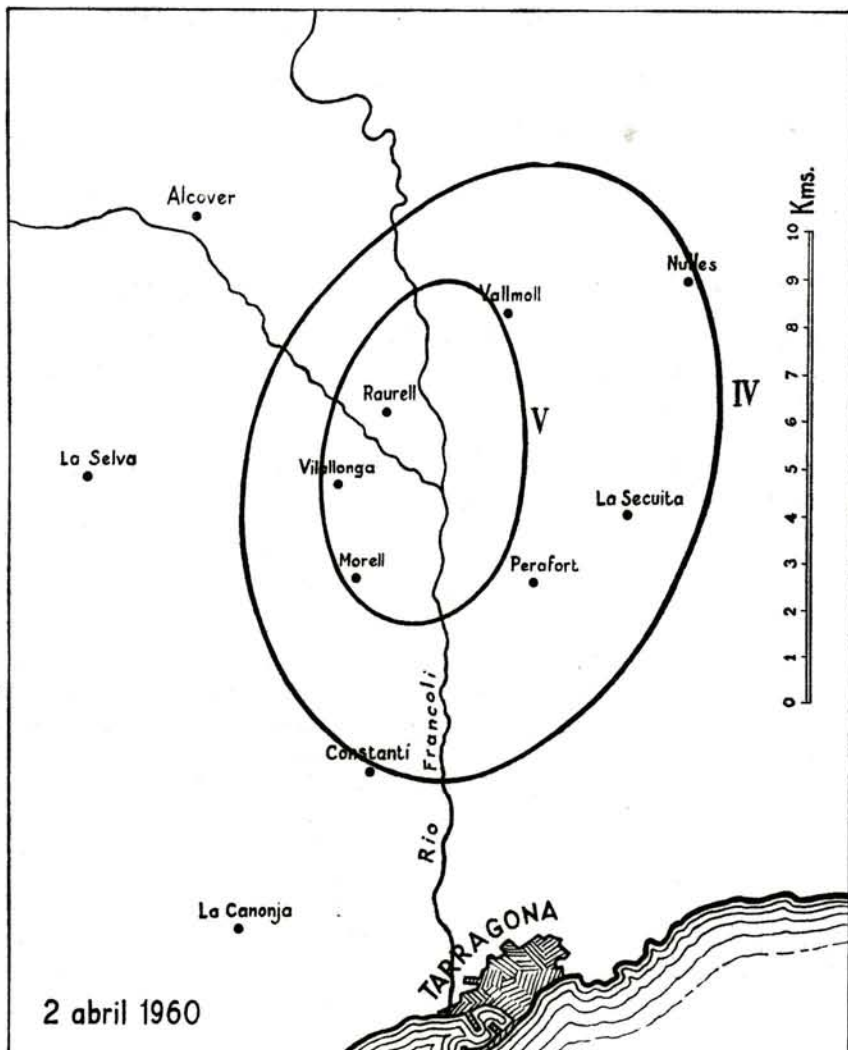 Alcover
Kms.
10
9
8
7
6
5
4
3
2
1
0
Nulles
Vallmoll
IV
Raurell
V
La Selva
Vilallonga
La Secuita
Morell
Perafort
Constantí
Rio Francoli
La Canonja
TARRAGONA
2 abril 1960